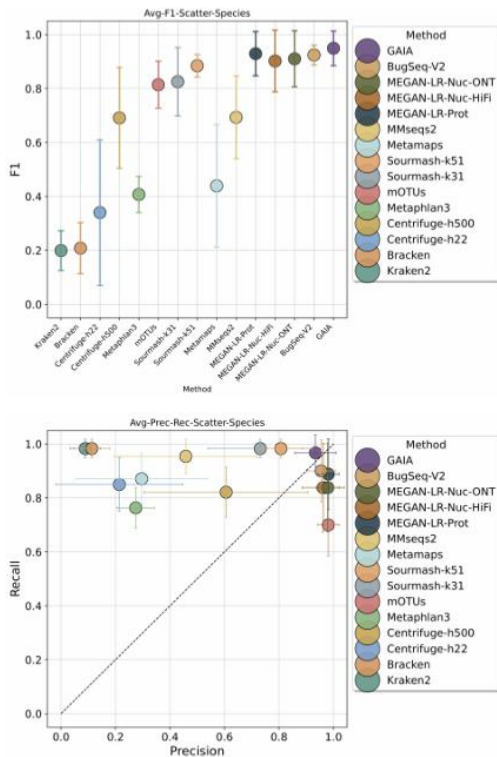 Avg-F1-Scatter-Species
1.0
0.8
0.6
0.4
0.2
0.0
F1
Kraken2
Bracken
Centrifuge-h22
Centrifuge-h500
Metaphlan3
mOTUs
Sourmash-k31
Sourmash-k51
Metamaps
MMseqs2
MEGAN-LR-Prot
MEGAN-LR-Nuc-HiFi
MEGAN-LR-Nuc-ONT
BugSeq-V2
GAIA
Method
Method
GAIA
BugSeq-V2
MEGAN-LR-Nuc-ONT
MEGAN-LR-Nuc-HiFi
MEGAN-LR-Prot
MMseqs2
Metamaps
Sourmash-k51
Sourmash-k31
mOTUs
Metaphlan3
Centrifuge-h500
Centrifuge-h22
Bracken
Kraken2
Avg-Prec-Rec-Scatter-Species
1.0
0.8
0.6
0.4
0.2
0.0
Recall
0.0 0.2 0.4 0.6 0.8 1.0
Precision
Method
GAIA
BugSeq-V2
MEGAN-LR-Nuc-ONT
MEGAN-LR-Nuc-HiFi
MEGAN-LR-Prot
MMseqs2
Metamaps
Sourmash-k51
Sourmash-k31
mOTUs
Metaphlan3
Centrifuge-h500
Centrifuge-h22
Bracken
Kraken2